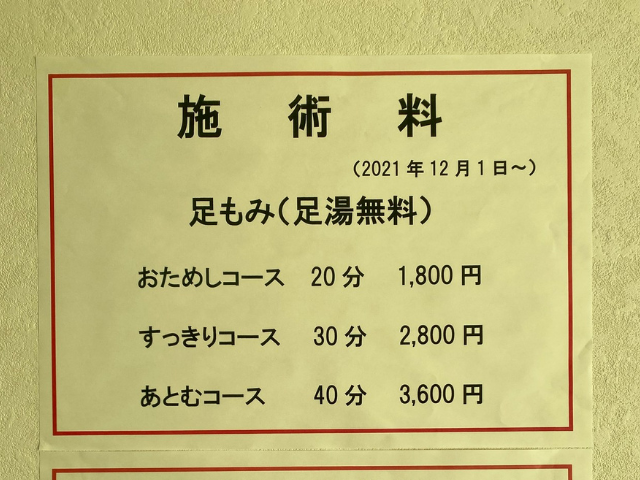 施術料
（2021年12月1日～）
足もみ（足湯無料）
おためしコース 20分 1,800円
すっきりコース 30分 2,800円
あとむコース 40分 3,600円